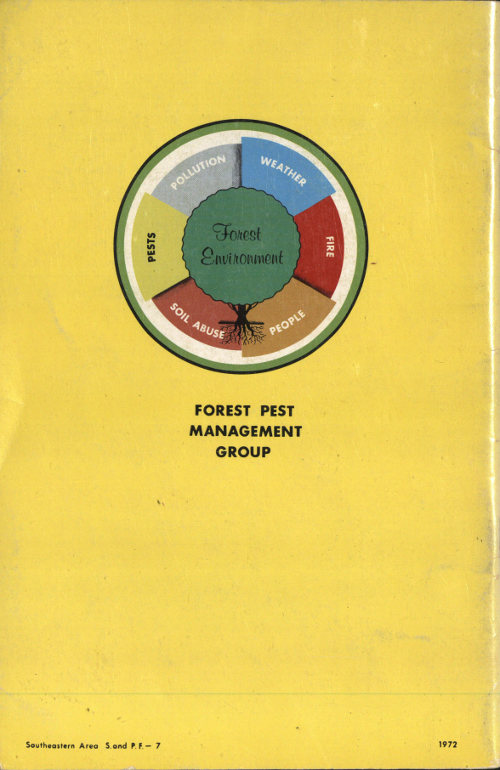 POLLUTION
WEATHER
FIRE
PEOPLE
SOIL ABUSE
PESTS
Forest
Environment
FOREST PEST
MANAGEMENT
GROUP
Southeastern Area S. and P. F. — 7
1972